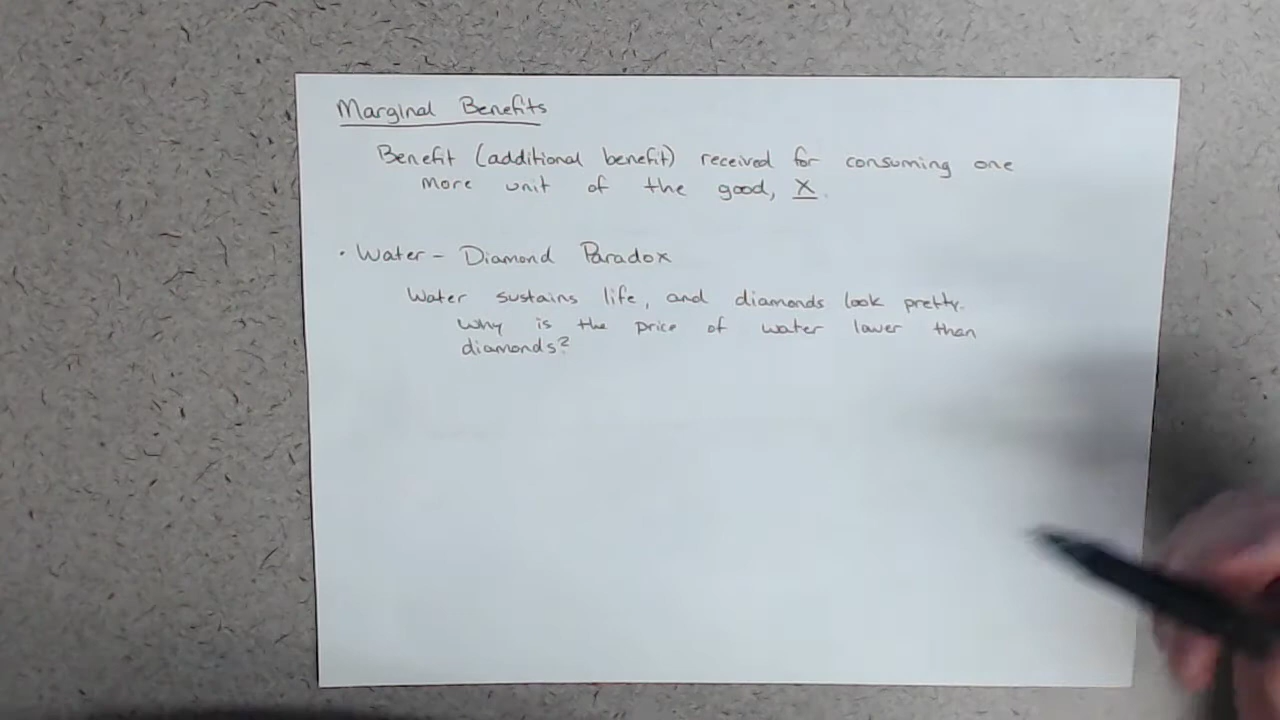 Marginal Benefits
Benefit (additional benefit) received for consuming one
more unit of the good, X.
• Water - Diamond Paradox
Water sustains life, and diamonds look pretty.
Why is the price of water lower than
diamonds?